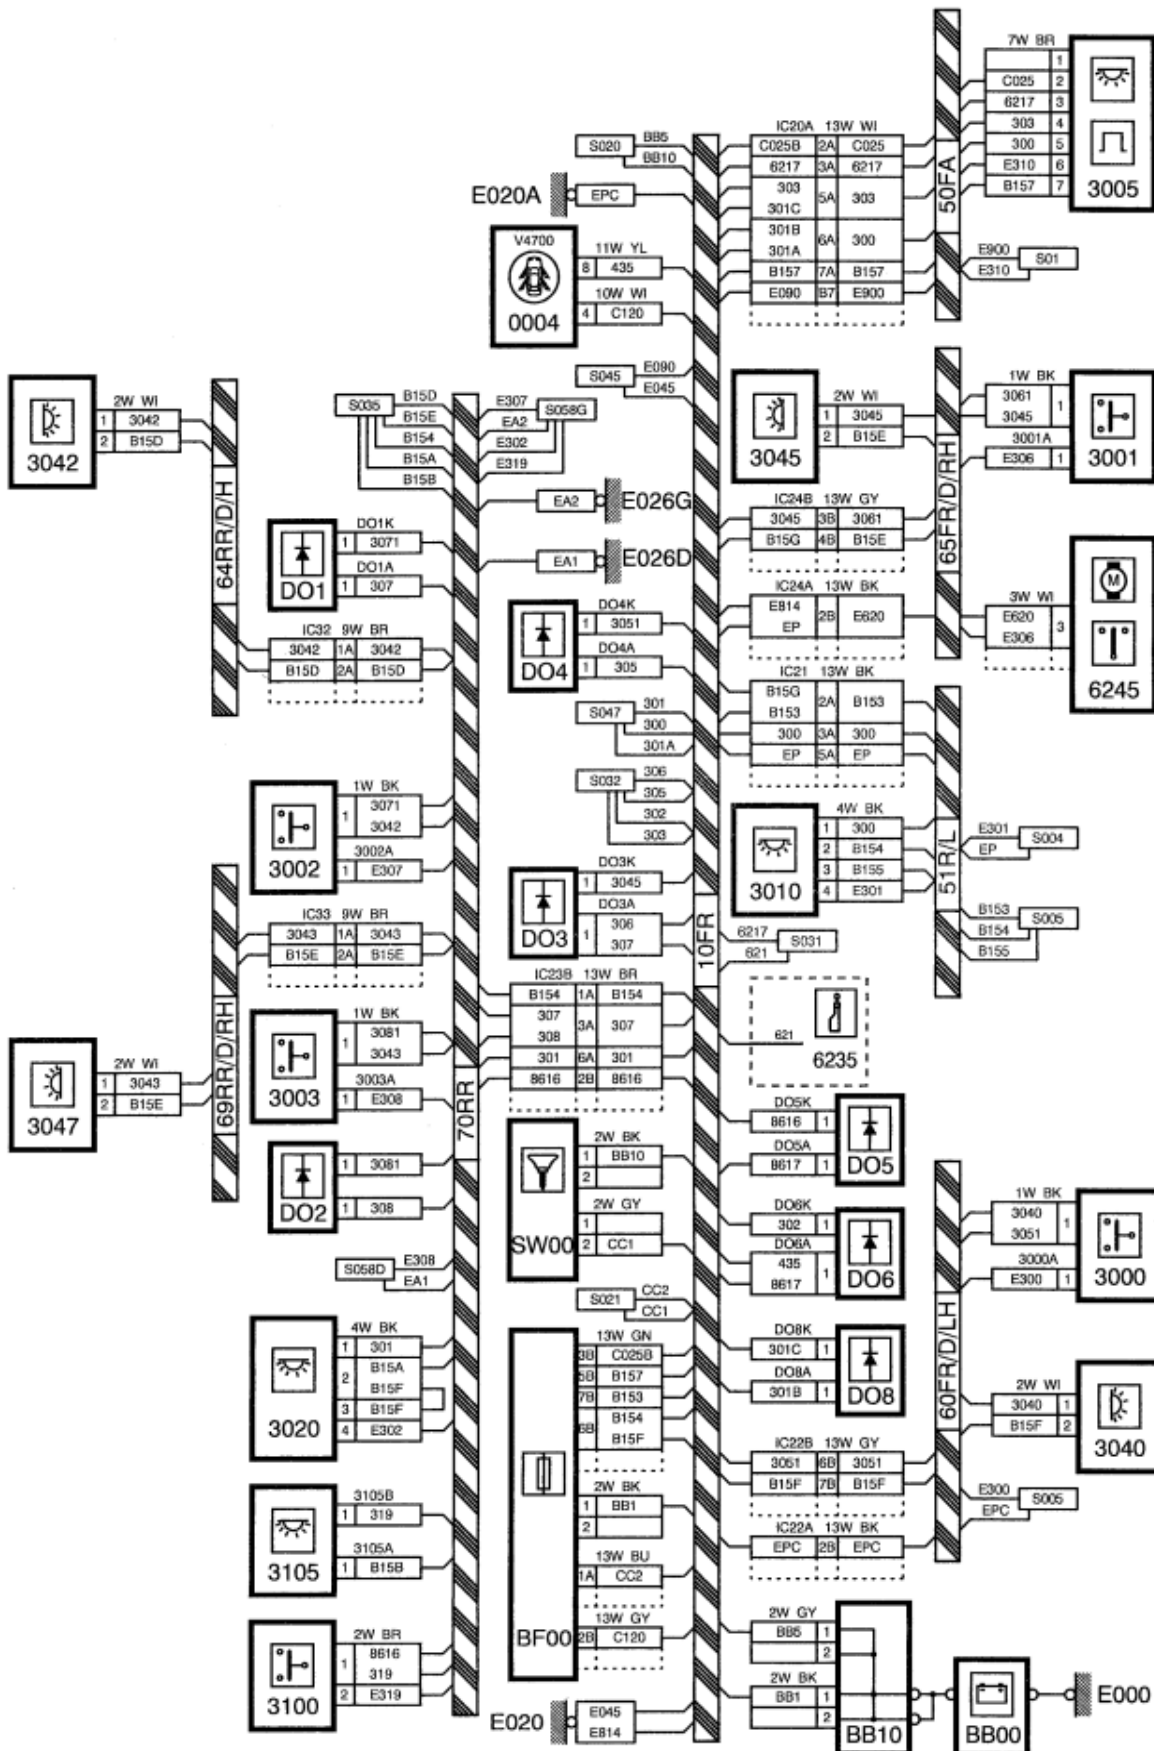 7W BR
1
C025 2
6217 3
303 4
300 5
E310 6
B157 7
3005
IC20A 13W WI
C025B 2A C025
6217 3A 6217
303 5A 303
301C
301B 6A 300
301A
B157 7A B157
E090 B7 E900
50FA
E900 S01
E310
S020 BB5
BB10
E020A EPC
V4700
0004
11W YL
8 435
10W WI
4 C120
S045 E090
E045
3042
2W WI
1 3042
2 B15D
64RR/D/H
S035 B15D
B15E
B154
B15A
B15B
E307 S058G
EA2
E302
E319
EA2 E026G
EA1 E026D
DO1
DO1K
1 3071
DO1A
1 307
IC32 9W BR
3042 1A 3042
B15D 2A B15D
3045
2W WI
1 3045
2 B15E
1W BK
3061 1
3045
3001A
E306 1
3001
65FR/D/RH
IC24B 13W GY
3045 3B 3061
B15G 4B B15E
IC24A 13W BK
E814 2B E620
EP
3W WI
E620 3
E306
6245
M
DO4
DO4K
1 3051
DO4A
1 305
IC21 13W BK
B15G 2A B153
B153
300 3A 300
EP 5A EP
S047 301
300
301A
S032 306
305
302
303
3002
1W BK
1 3071
3042
3002A
1 E307
3010
4W BK
1 300
2 B154
3 B155
4 E301
51R/L
E301 S004
EP
B153 S005
B154
B155
DO3
DO3K
1 3045
DO3A
1 306
307
10FR
6217 S031
621
621
6235
IC33 9W BR
3043 1A 3043
B15E 2A B15E
69RR/D/RH
3047
2W WI
1 3043
2 B15E
3003
1W BK
1 3081
3043
3003A
1 E308
70RR
IC23B 13W BR
B154 1A B154
307 3A 307
308
301 6A 301
8616 2B 8616
DO2
1 3081
1 308
SW00
2W BK
1 BB10
2
2W GY
1
2 CC1
DO5K
8616 1
DO5A
8617 1
DO5
DO6K
302 1
DO6A
435 1
8617
DO6
1W BK
3040 1
3051
3000A
E300 1
3000
60FR/D/LH
S058D E308
EA1
S021 CC2
CC1
DO8K
301C 1
DO8A
301B 1
DO8
2W WI
3040 1
B15F 2
3040
3020
4W BK
1 301
2 B15A
B15F
3 B15F
4 E302
BF00
13W GN
3B C025B
5B B157
7B B153
6B B154
B15F
2W BK
1 BB1
2
13W BU
1A CC2
13W GY
2B C120
IC22B 13W GY
3051 6B 3051
B15F 7B B15F
IC22A 13W BK
EPC 2B EPC
E300 S005
EPC
3105
3105B
1 319
3105A
1 B15B
3100
2W BR
1 8616
319
2 E319
E020 E045
E814
2W GY
BB5 1
2
2W BK
BB1 1
2
BB10
BB00
E000